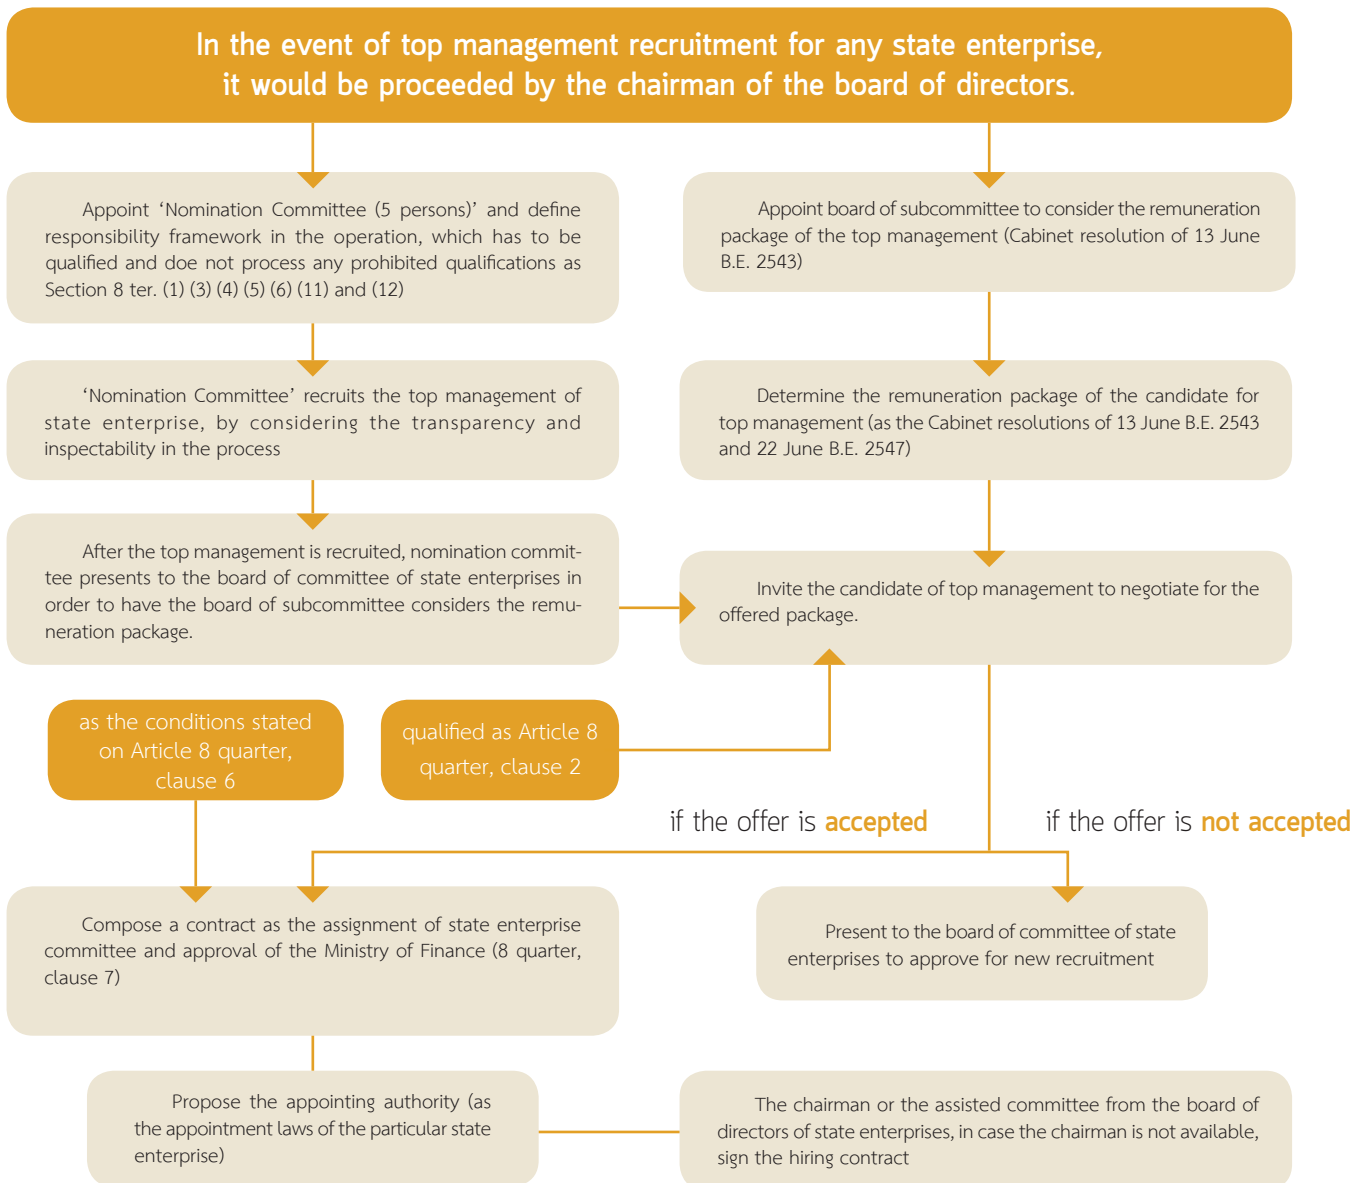 In the event of top management recruitment for any state enterprise,
it would be proceeded by the chairman of the board of directors.
Appoint ‘Nomination Committee (5 persons)’ and define
responsibility framework in the operation, which has to be
qualified and doe not process any prohibited qualifications as
Section 8 ter. (1) (3) (4) (5) (6) (11) and (12)
Appoint board of subcommittee to consider the remuneration
package of the top management (Cabinet resolution of 13 June
B.E. 2543)
‘Nomination Committee’ recruits the top management of
state enterprise, by considering the transparency and
inspectability in the process
Determine the remuneration package of the candidate for
top management (as the Cabinet resolutions of 13 June B.E. 2543
and 22 June B.E. 2547)
After the top management is recruited, nomination commit-
tee presents to the board of committee of state enterprises in
order to have the board of subcommittee considers the remu-
neration package.
Invite the candidate of top management to negotiate for the
offered package.
as the conditions stated
on Article 8 quarter,
clause 6
qualified as Article 8
quarter, clause 2
if the offer is accepted
if the offer is not accepted
Compose a contract as the assignment of state enterprise
committee and approval of the Ministry of Finance (8 quarter,
clause 7)
Present to the board of committee of state
enterprises to approve for new recruitment
Propose the appointing authority (as
the appointment laws of the particular state
enterprise)
The chairman or the assisted committee from the board of
directors of state enterprises, in case the chairman is not available,
sign the hiring contract